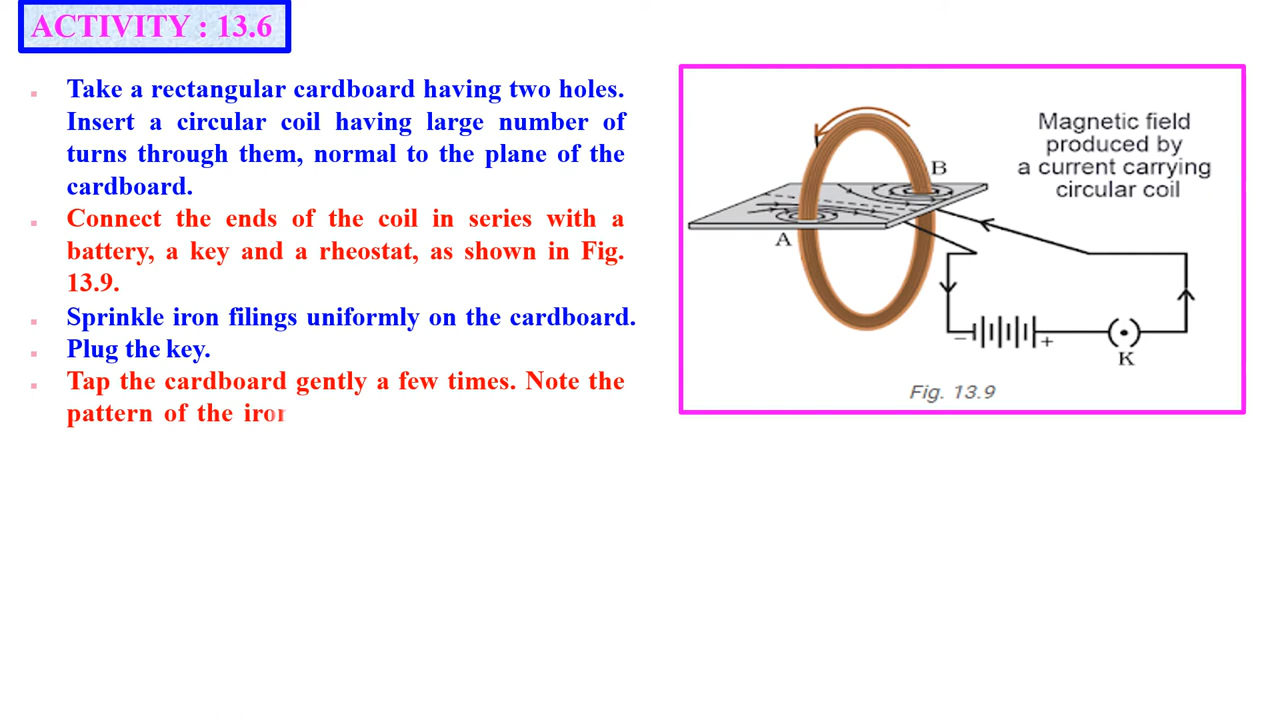 ACTIVITY : 13.6
Take a rectangular cardboard having two holes.
Insert a circular coil having large number of
turns through them, normal to the plane of the
cardboard.
Connect the ends of the coil in series with a
battery, a key and a rheostat, as shown in Fig.
13.9.
Sprinkle iron filings uniformly on the cardboard.
Plug the key.
Tap the cardboard gently a few times. Note the
pattern of the iron
Magnetic field
produced by
a current carrying
circular coil
B
A
− +
K
Fig. 13.9